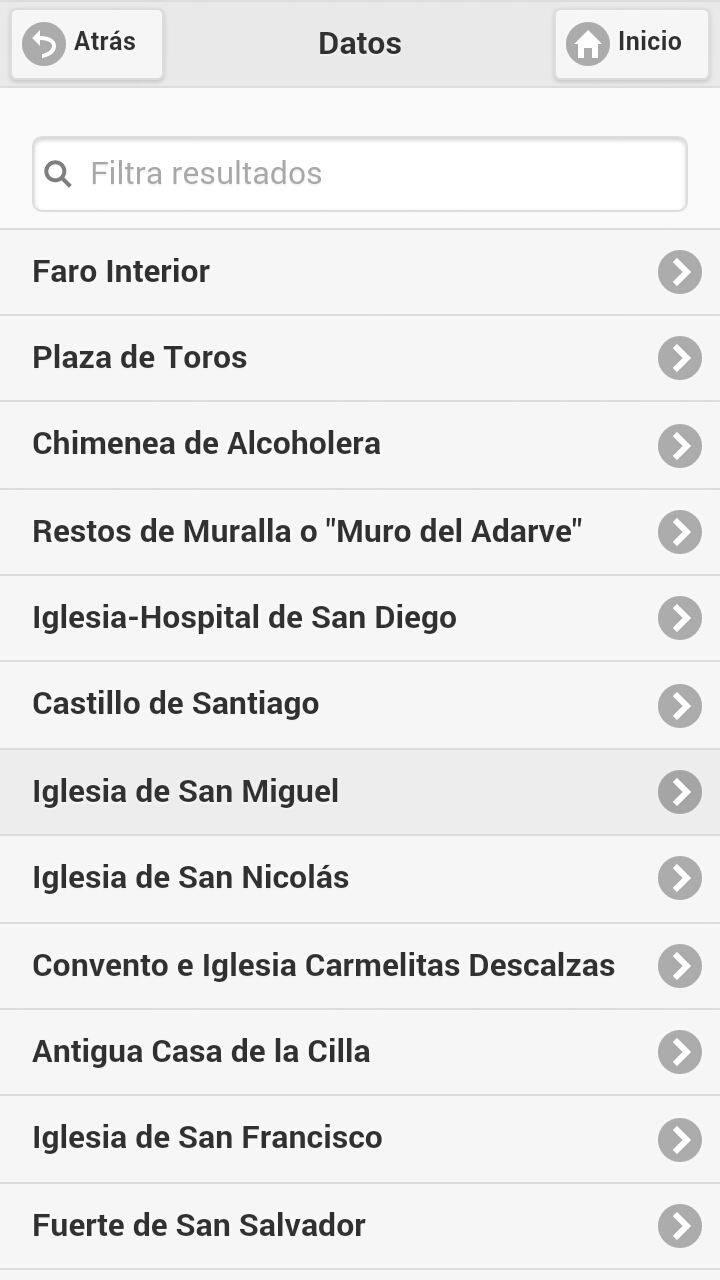 Atrás
Datos
Inicio
Filtra resultados
Faro Interior
Plaza de Toros
Chimenea de Alcoholera
Restos de Muralla o "Muro del Adarve"
Iglesia-Hospital de San Diego
Castillo de Santiago
Iglesia de San Miguel
Iglesia de San Nicolás
Convento e Iglesia Carmelitas Descalzas
Antigua Casa de la Cilla
Iglesia de San Francisco
Fuerte de San Salvador